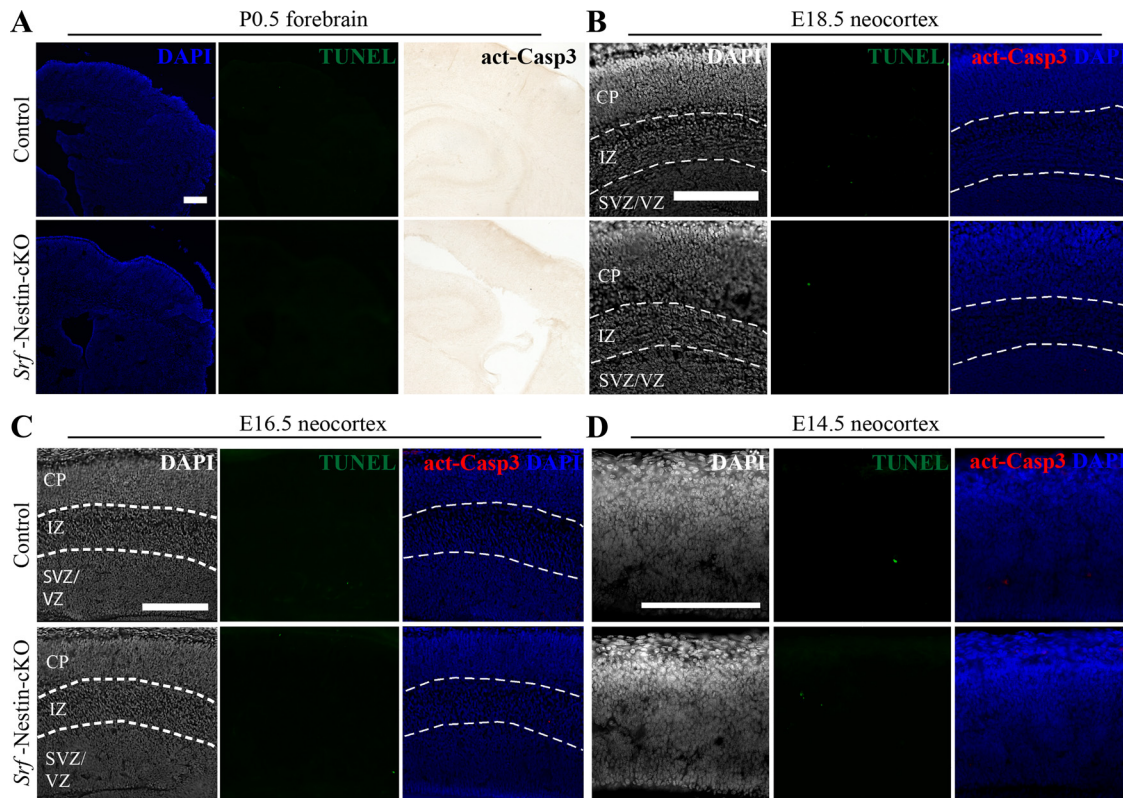 A
P0.5 forebrain
DAPI
TUNEL
act-Casp3
Control
Srf -Nestin-cKO
B
E18.5 neocortex
DAPI
TUNEL
act-Casp3 DAPI
CP
IZ
SVZ/VZ
CP
IZ
SVZ/VZ
C
E16.5 neocortex
DAPI
TUNEL
act-Casp3 DAPI
Control
CP
IZ
SVZ/
VZ
Srf -Nestin-cKO
CP
IZ
SVZ/
VZ
D
E14.5 neocortex
DAPI
TUNEL
act-Casp3 DAPI